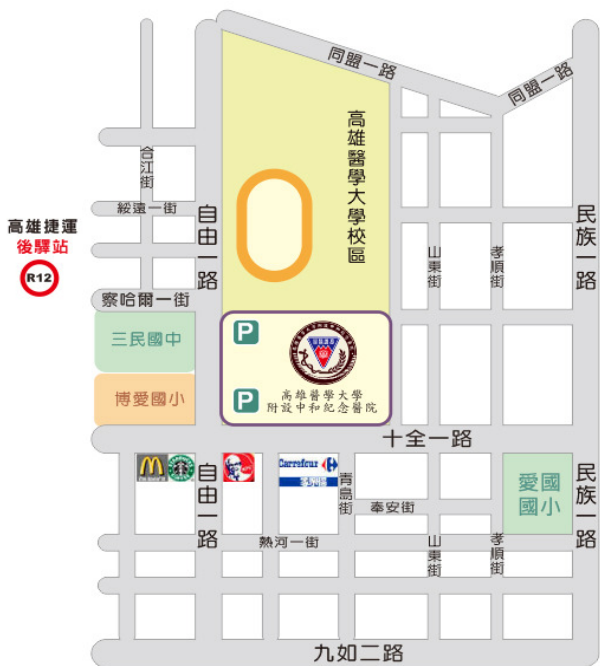 同盟一路
同盟一路
高雄醫學大學校區
合江街
綏遠一街
自由一路
民族一路
高雄捷運
後驛站
R12
山東街
孝順街
察哈爾一街
三民國中
博愛國小
P
P
高雄醫學大學
附設中和紀念醫院
十全一路
M
KFC
Carrefour
家樂福
自由一路
青島街
奉安街
愛國
國小
民族一路
熱河一街
山東街
孝順街
九如二路